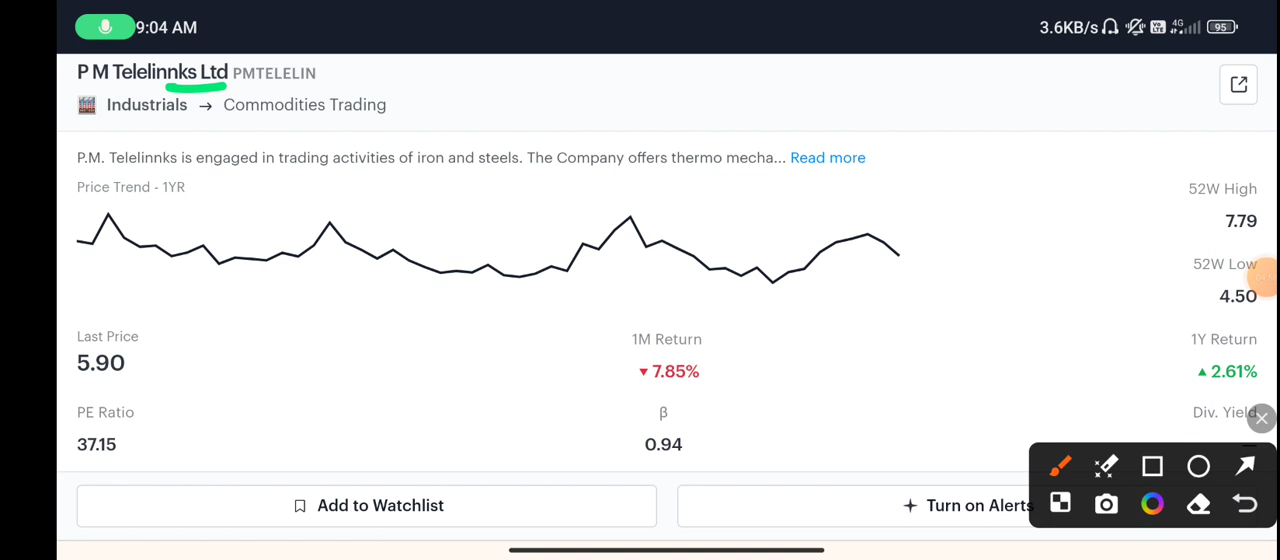 9:04 AM 3.6KB/s 4G 95
P M Telelinnks Ltd PMTELELIN
Industrials → Commodities Trading
P.M. Telelinnks is engaged in trading activities of iron and steels. The Company offers thermo mecha... Read more
Price Trend - 1YR
52W High
7.79
52W Low
4.50
Last Price 1M Return 1Y Return
5.90 ▼ 7.85% ▲ 2.61%
PE Ratio β Div. Yield
37.15 0.94
Add to Watchlist Turn on Alerts